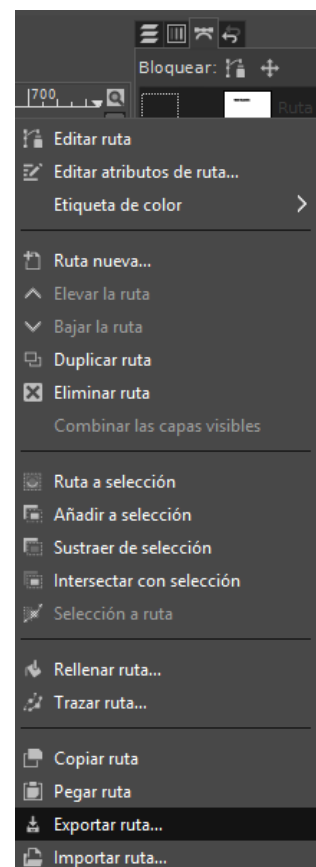 Bloquear:
700
Ruta
Editar ruta
Editar atributos de ruta...
Etiqueta de color
Ruta nueva...
Elevar la ruta
Bajar la ruta
Duplicar ruta
Eliminar ruta
Combinar las capas visibles
Ruta a selección
Añadir a selección
Sustraer de selección
Intersectar con selección
Selección a ruta
Rellenar ruta...
Trazar ruta...
Copiar ruta
Pegar ruta
Exportar ruta...
Importar ruta...